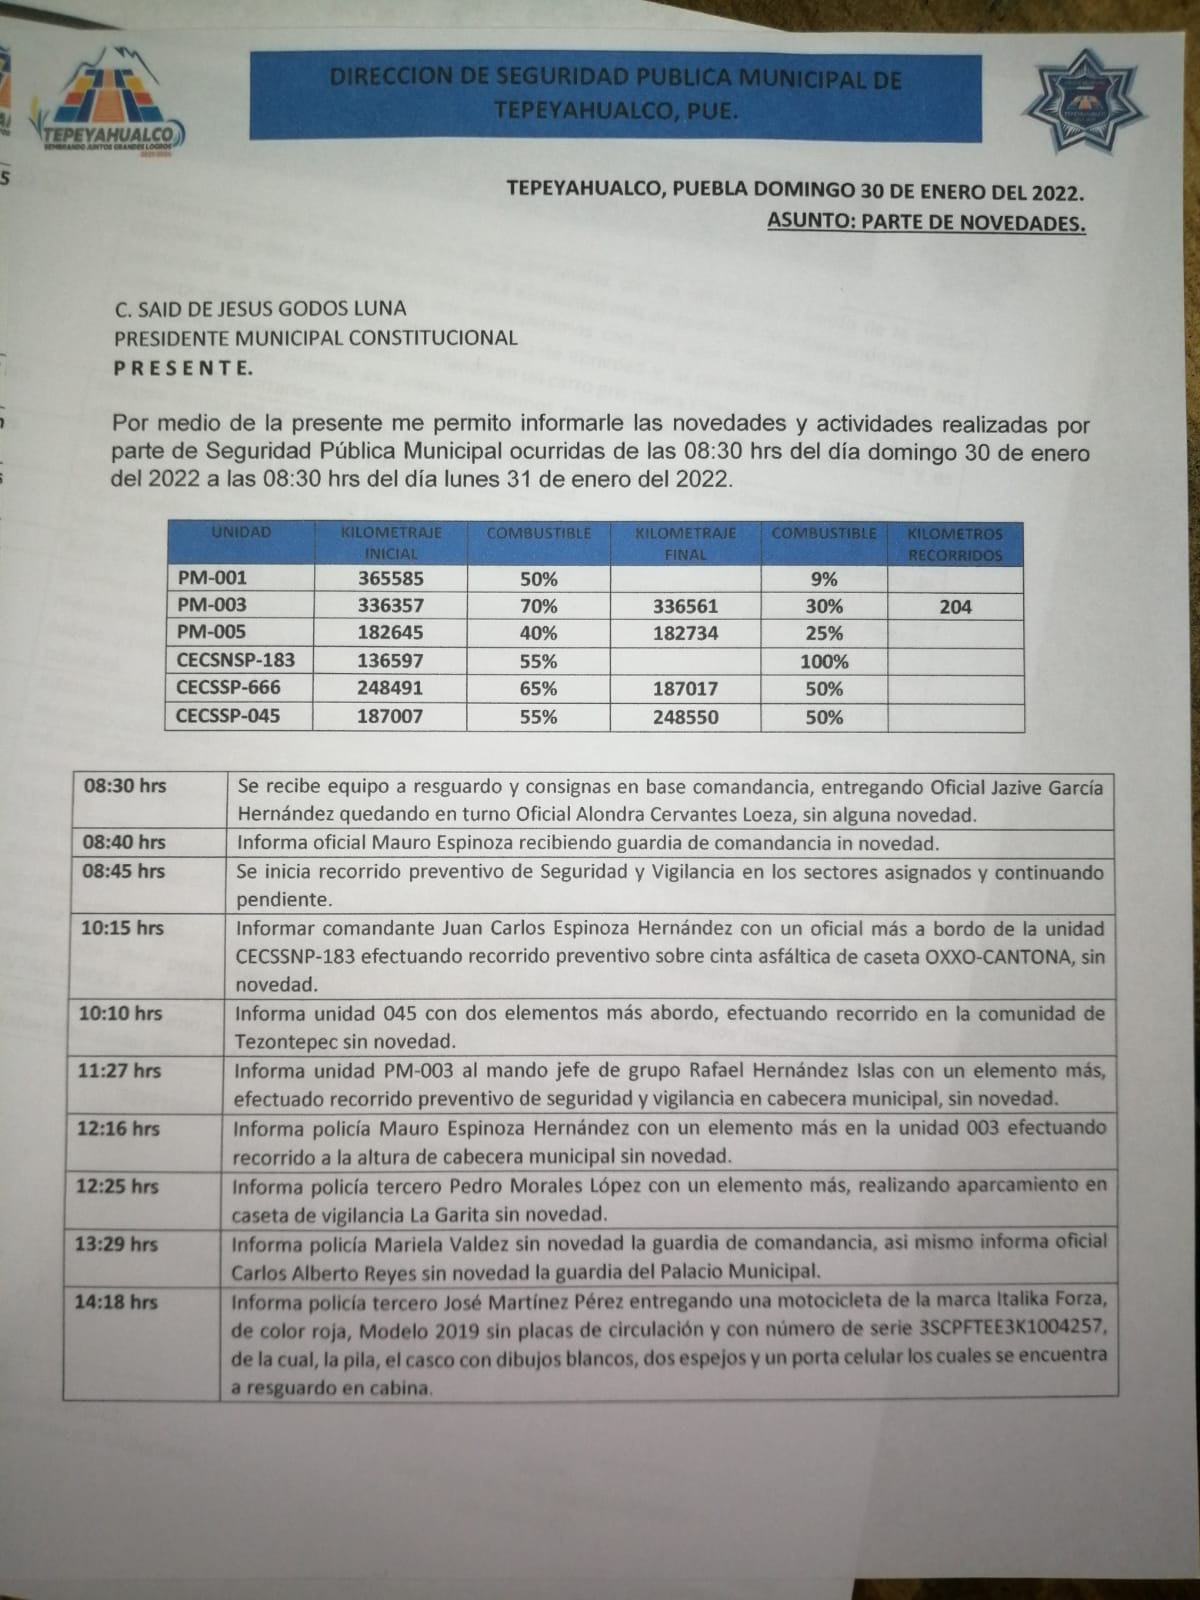 TEPEYAHUALCO
SEMBRANDO JUNTOS GRANDES LOGROS
DIRECCION DE SEGURIDAD PUBLICA MUNICIPAL DE
TEPEYAHUALCO, PUE.
TEPEYAHUALCO, PUEBLA DOMINGO 30 DE ENERO DEL 2022.
ASUNTO: PARTE DE NOVEDADES.
C. SAID DE JESUS GODOS LUNA
PRESIDENTE MUNICIPAL CONSTITUCIONAL
P R E S E N T E.
Por medio de la presente me permito informarle las novedades y actividades realizadas por
parte de Seguridad Pública Municipal ocurridas de las 08:30 hrs del día domingo 30 de enero
del 2022 a las 08:30 hrs del día lunes 31 de enero del 2022.
UNIDAD KILOMETRAJE INICIAL COMBUSTIBLE KILOMETRAJE FINAL COMBUSTIBLE KILOMETROS RECORRIDOS
PM-001 365585 50% 9%
PM-003 336357 70% 336561 30% 204
PM-005 182645 40% 182734 25%
CECSNSP-183 136597 55% 100%
CECSSP-666 248491 65% 187017 50%
CECSSP-045 187007 55% 248550 50%
08:30 hrs Se recibe equipo a resguardo y consignas en base comandancia, entregando Oficial Jazive García
Hernández quedando en turno Oficial Alondra Cervantes Loeza, sin alguna novedad.
08:40 hrs Informa oficial Mauro Espinoza recibiendo guardia de comandancia in novedad.
08:45 hrs Se inicia recorrido preventivo de Seguridad y Vigilancia en los sectores asignados y continuando
pendiente.
10:15 hrs Informar comandante Juan Carlos Espinoza Hernández con un oficial más a bordo de la unidad
CECSSNP-183 efectuando recorrido preventivo sobre cinta asfáltica de caseta OXXO-CANTONA, sin
novedad.
10:10 hrs Informa unidad 045 con dos elementos más abordo, efectuando recorrido en la comunidad de
Tezontepec sin novedad.
11:27 hrs Informa unidad PM-003 al mando jefe de grupo Rafael Hernández Islas con un elemento más,
efectuado recorrido preventivo de seguridad y vigilancia en cabecera municipal, sin novedad.
12:16 hrs Informa policía Mauro Espinoza Hernández con un elemento más en la unidad 003 efectuando
recorrido a la altura de cabecera municipal sin novedad.
12:25 hrs Informa policía tercero Pedro Morales López con un elemento más, realizando aparcamiento en
caseta de vigilancia La Garita sin novedad.
13:29 hrs Informa policía Mariela Valdez sin novedad la guardia de comandancia, asi mismo informa oficial
Carlos Alberto Reyes sin novedad la guardia del Palacio Municipal.
14:18 hrs Informa policía tercero José Martínez Pérez entregando una motocicleta de la marca Italika Forza,
de color roja, Modelo 2019 sin placas de circulación y con número de serie 3SCPFTEE3K1004257,
de la cual, la pila, el casco con dibujos blancos, dos espejos y un porta celular los cuales se encuentra
a resguardo en cabina.